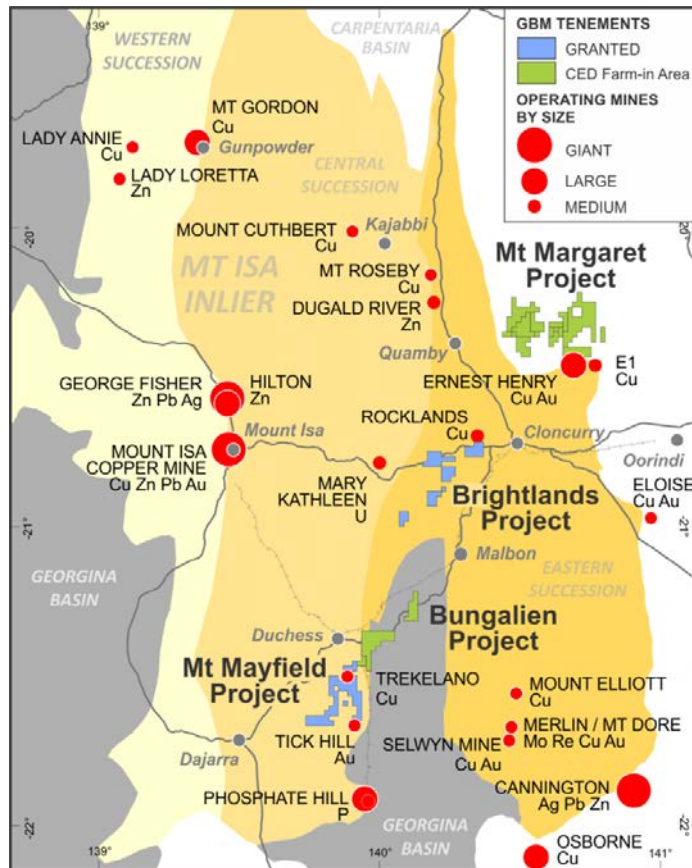 139°
WESTERN
SUCCESSION
CARPENTARIA
BASIN
GBM TENEMENTS
GRANTED
CED Farm-in Area
OPERATING MINES
BY SIZE
GIANT
LARGE
MEDIUM
MT GORDON
Cu
Gunpowder
LADY ANNIE
Cu
LADY LORETTA
Zn
CENTRAL
SUCCESSION
-20°
MOUNT CUTHBERT
Cu
Kajabbi
MT ISA
INLIER
MT ROSEBY
Cu
DUGALD RIVER
Zn
Mt Margaret
Project
Quamby
GEORGE FISHER
Zn Pb Ag
HILTON
Zn
ERNEST HENRY
Cu Au
E1
Cu
Mount Isa
MOUNT ISA
COPPER MINE
Cu Zn Pb Au
ROCKLANDS
Cu
Cloncurry
Oorindi
MARY
KATHLEEN
U
Brightlands
Project
ELOISE
Cu Au
-21°
-21°
Malbon
GEORGINA
BASIN
EASTERN
SUCCESSION
Duchess
Bungalien
Project
Mt Mayfield
Project
TREKELANO
Cu
MOUNT ELLIOTT
Cu
TICK HILL
Au
MERLIN / MT DORE
Mo Re Cu Au
SELWYN MINE
Cu Au
Dajarra
PHOSPHATE HILL
P
CANNINGTON
Ag Pb Zn
GEORGINA
BASIN
-22°
-22°
OSBORNE
Cu
139°
140°
141°